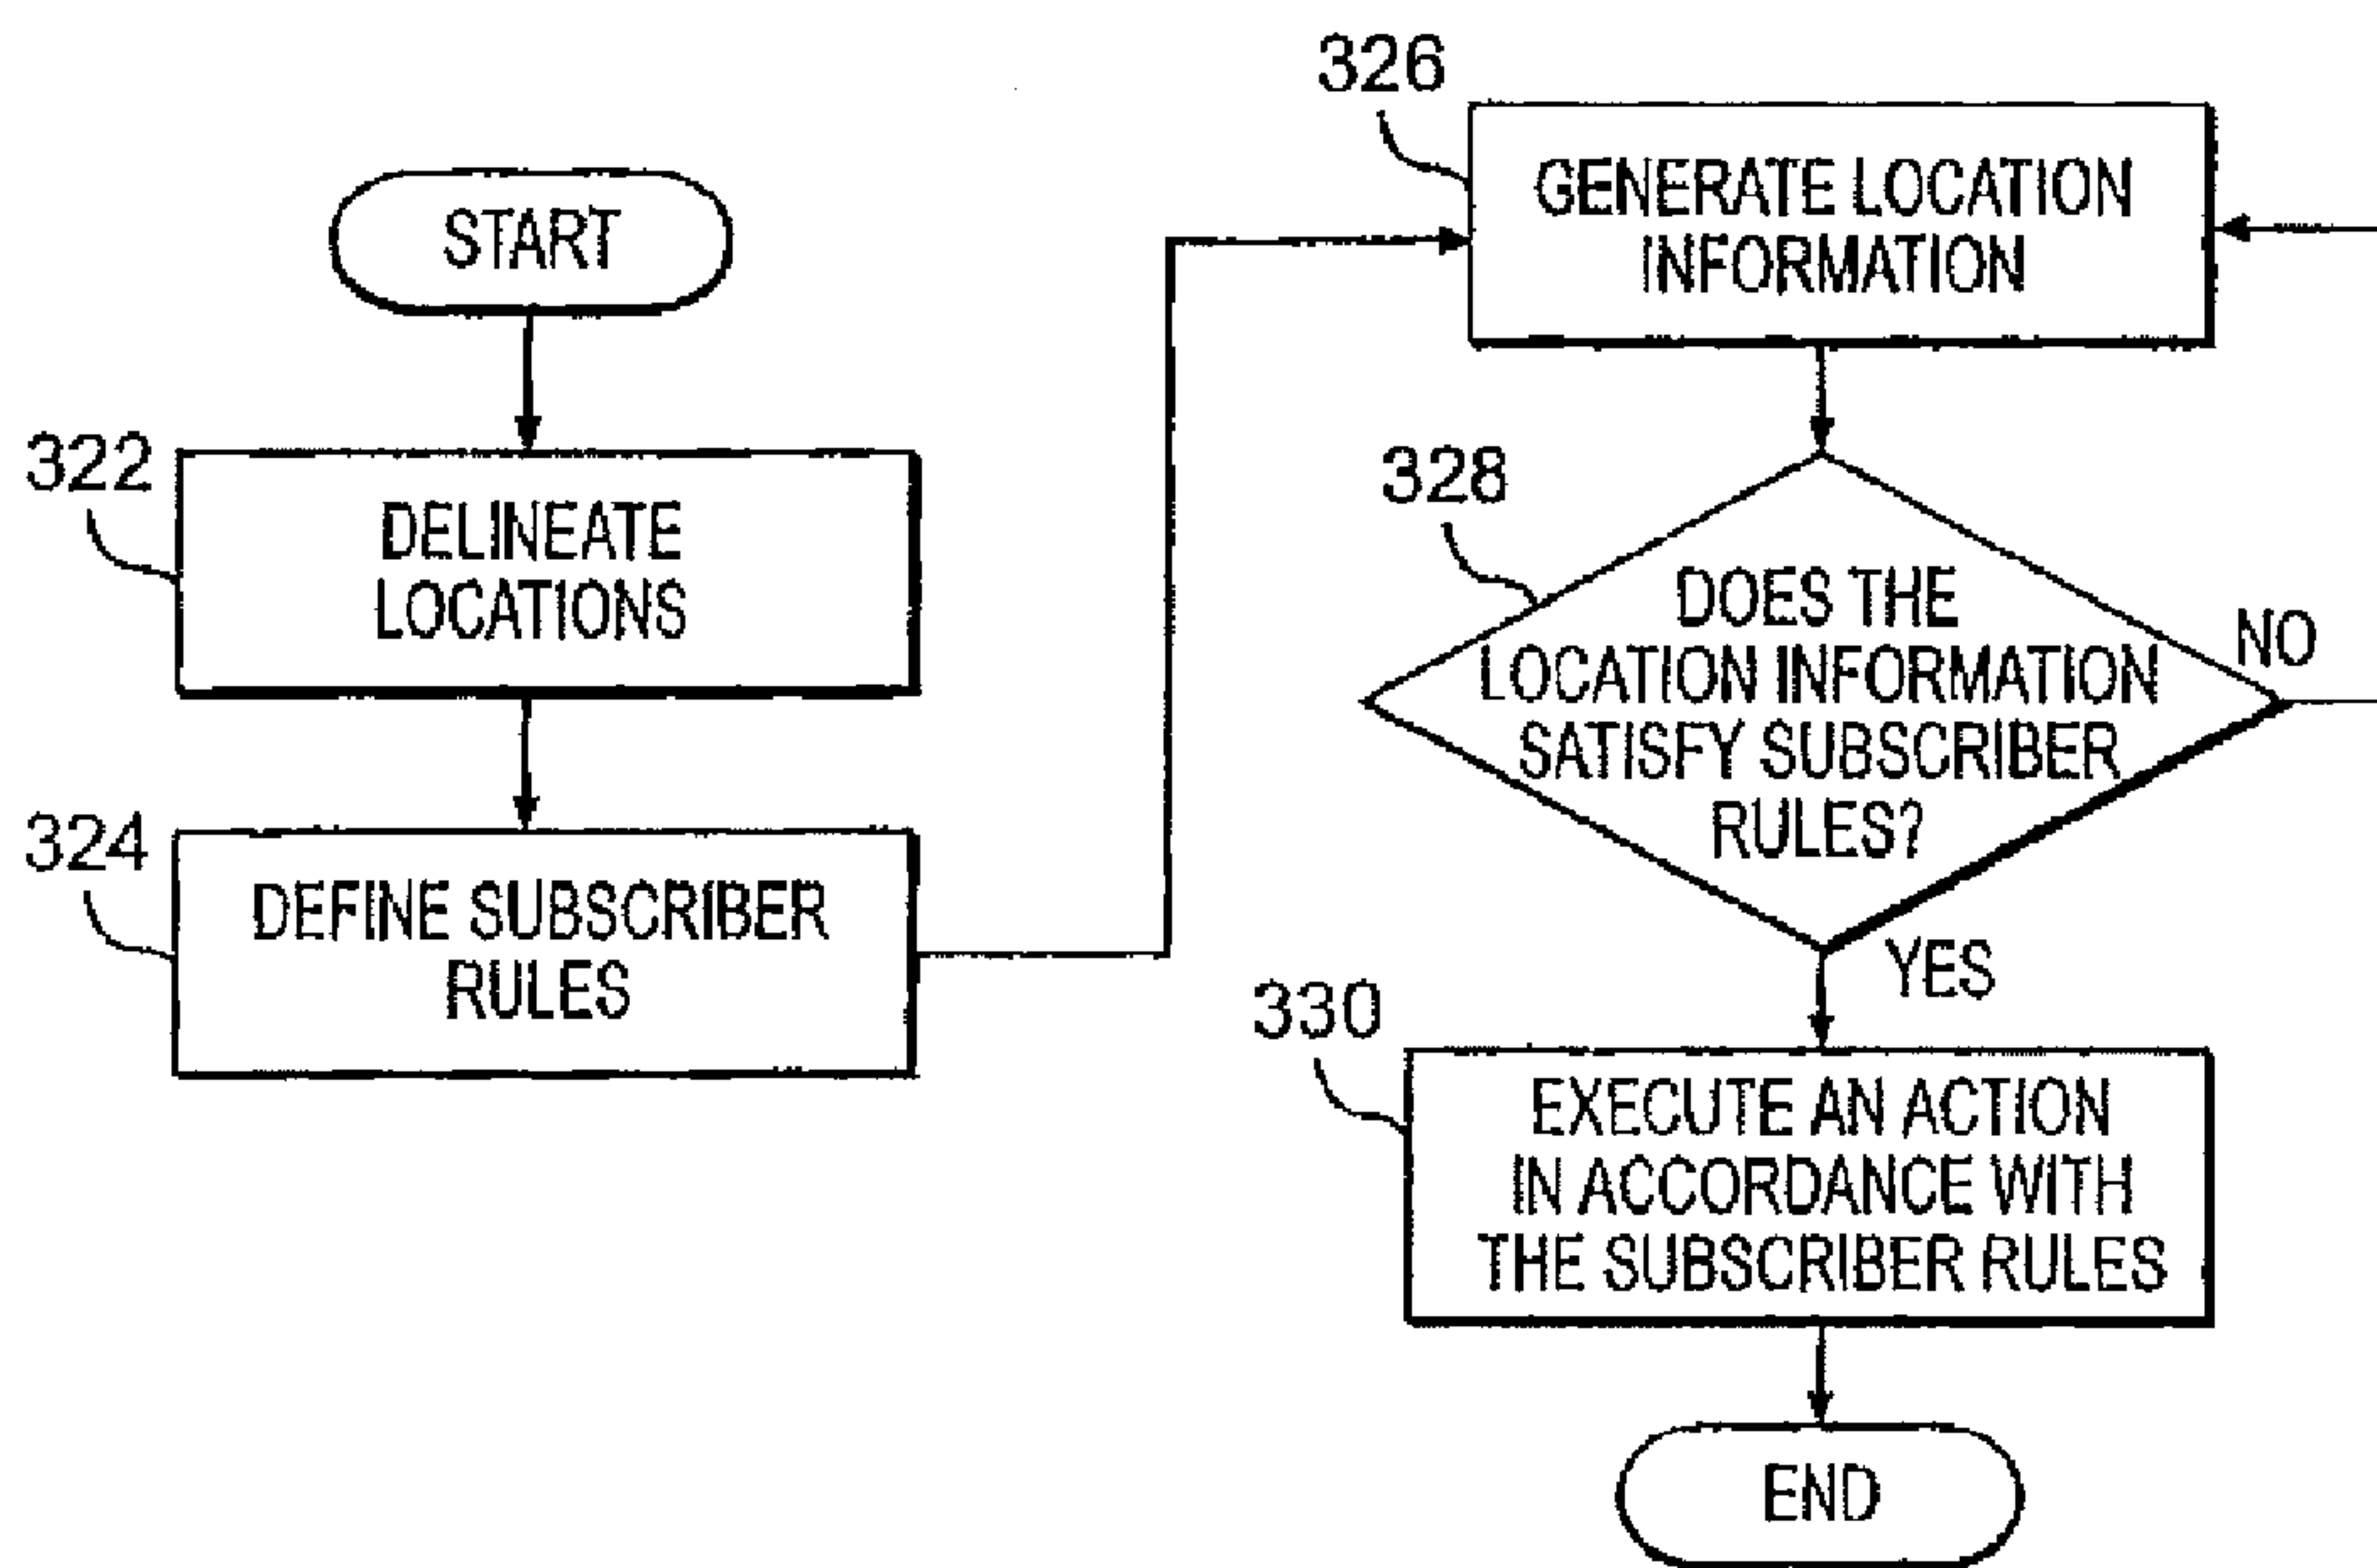 START
322
DELINEATE
LOCATIONS
324
DEFINE SUBSCRIBER
RULES
326
GENERATE LOCATION
INFORMATION
328
DOES THE
LOCATION INFORMATION
SATISFY SUBSCRIBER
RULES?
NO
YES
330
EXECUTE AN ACTION
IN ACCORDANCE WITH
THE SUBSCRIBER RULES
END